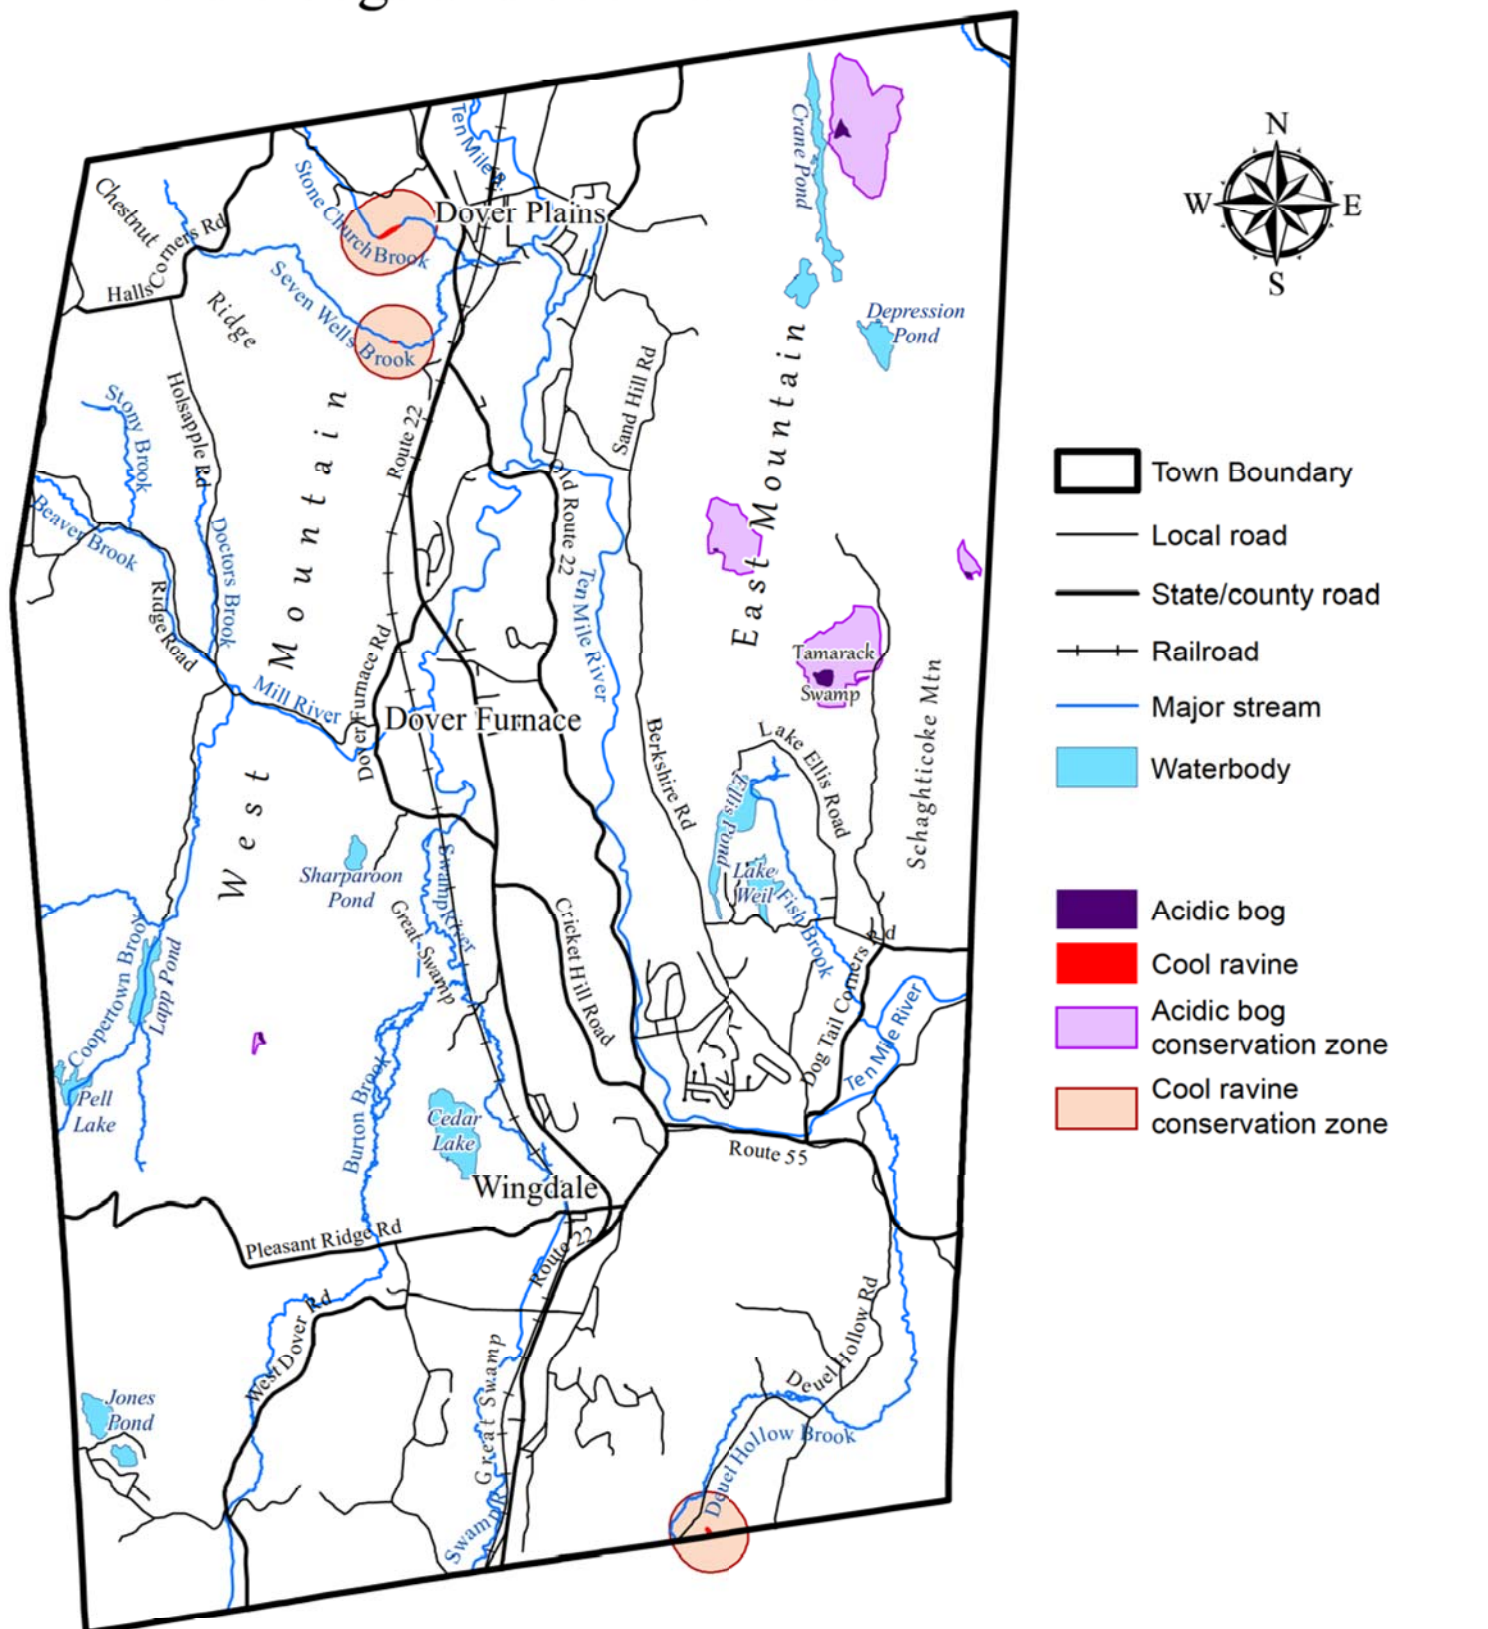 Ten Mile R.
Crane Pond
Stone Church Brook
Dover Plains
Chestnut
Ridge
Halls Corners Rd
Seven Wells Brook
Depression
Pond
Sand Hill Rd
Holsapple Rd
Stony Brook
Route 22
East Mountain
West Mountain
Beaver Brook
Doctors Brook
Ridge Road
Old Route 22
Ten Mile River
Tamarack
Swamp
Mill River
Dover Furnace Rd
Dover Furnace
Berkshire Rd
Lake Ellis Road
Schaghticoke Mtn
Ellis Pond
Sharparoon
Pond
Swamp River
Great Swamp
Lake
Weil
Fish Brook
Cricket Hill Road
Coopertown Brook
Lapp Pond
Dog Tail Corners Rd
Ten Mile River
Pell
Lake
Burton Brook
Cedar
Lake
Route 55
Wingdale
Pleasant Ridge Rd
Route 22
West Dover Rd
Deuel Hollow Rd
Great Swamp
Jones
Pond
Deuel Hollow Brook
Swamp R.
N
W
E
S
Town Boundary
Local road
State/county road
Railroad
Major stream
Waterbody
Acidic bog
Cool ravine
Acidic bog
conservation zone
Cool ravine
conservation zone